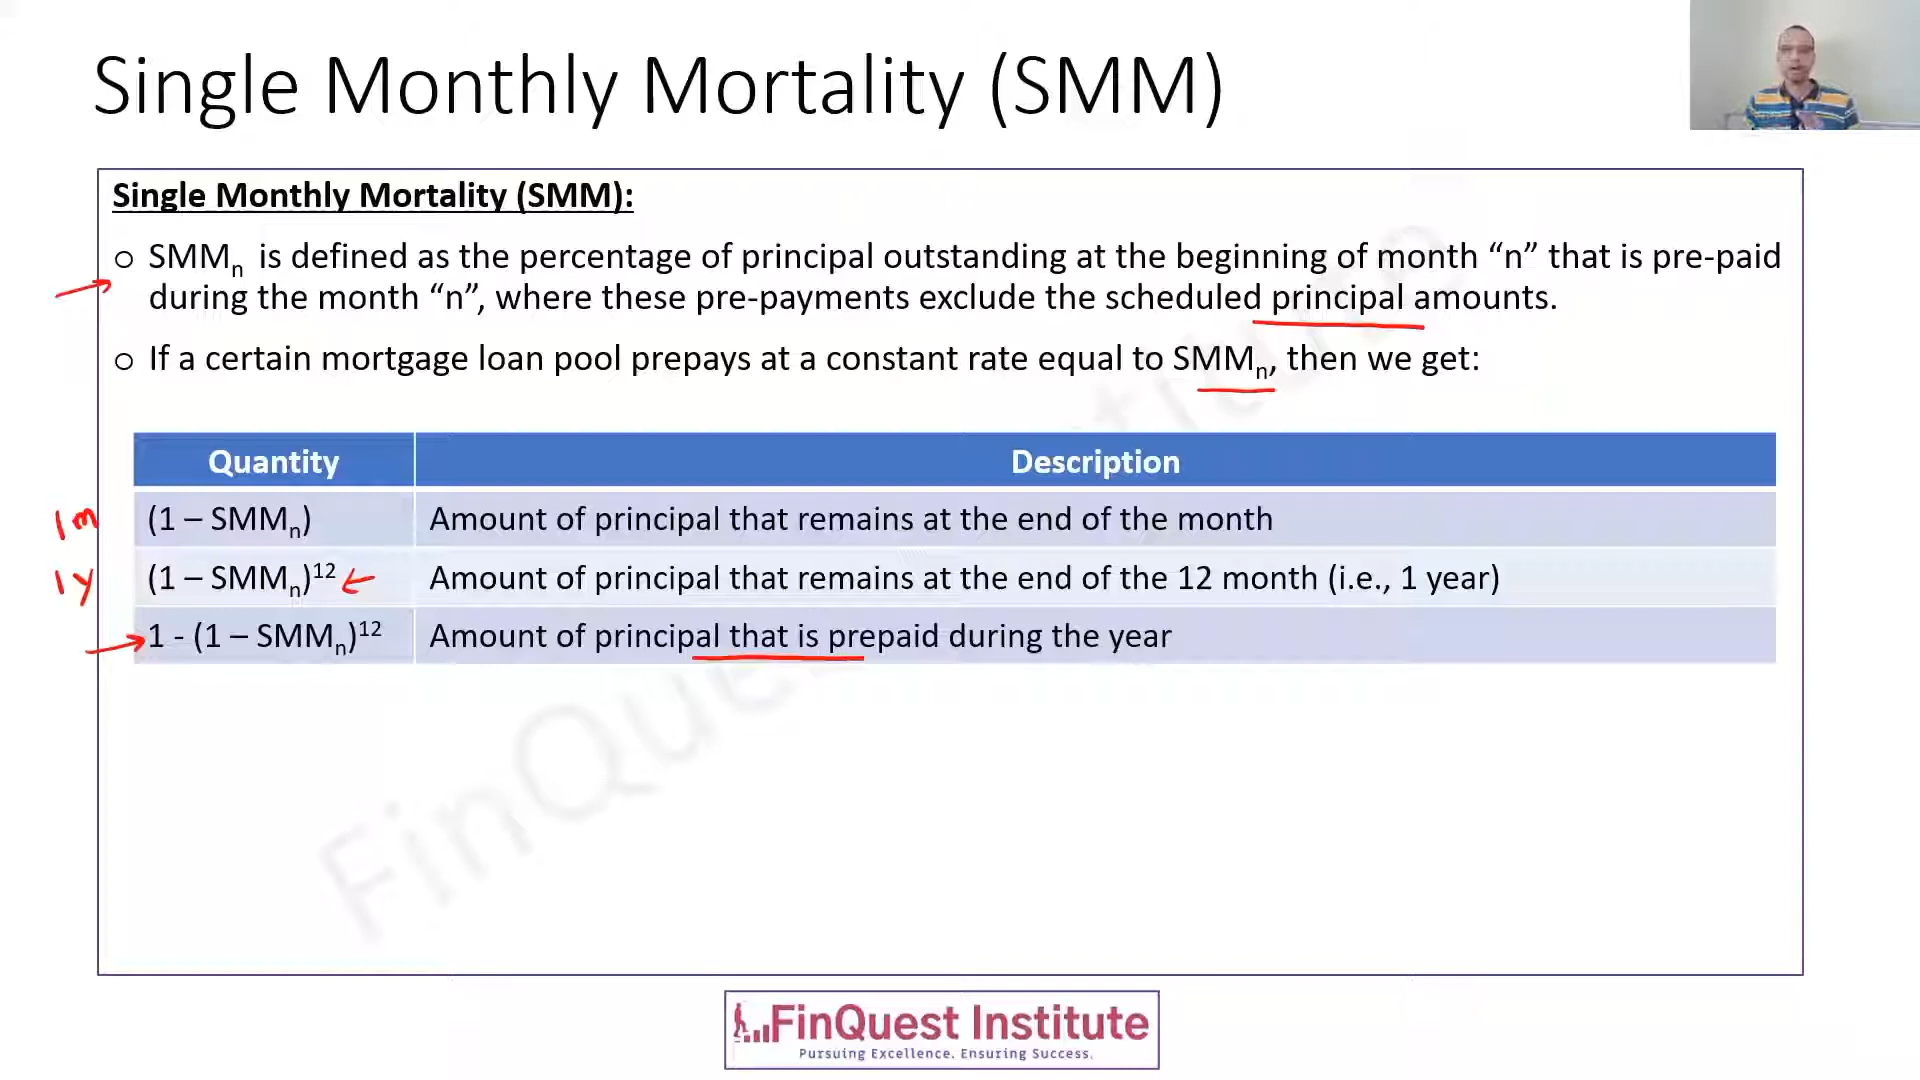 Single Monthly Mortality (SMM)
Single Monthly Mortality (SMM):
○ SMMₙ is defined as the percentage of principal outstanding at the beginning of month “n” that is pre-paid
during the month “n”, where these pre-payments exclude the scheduled principal amounts.
○ If a certain mortgage loan pool prepays at a constant rate equal to SMMₙ, then we get:
Quantity Description
1m (1 – SMMₙ) Amount of principal that remains at the end of the month
1y (1 – SMMₙ)¹² Amount of principal that remains at the end of the 12 month (i.e., 1 year)
1 - (1 – SMMₙ)¹² Amount of principal that is prepaid during the year
FinQuest Institute
Pursuing Excellence. Ensuring Success.